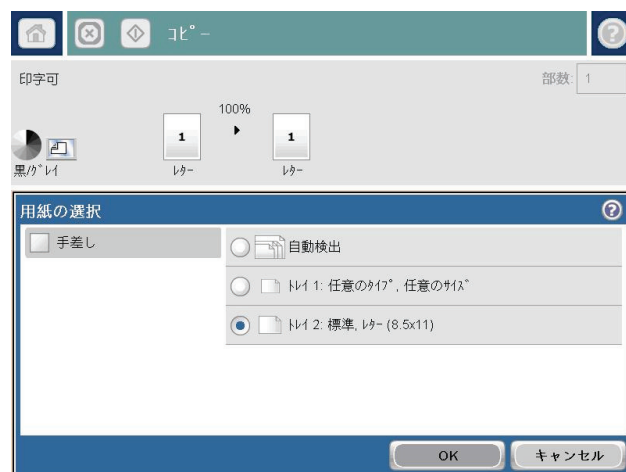 ｺﾋﾟｰ
印字可
部数: 1
100%
1
1
黒/ｸﾞﾚｲ
ﾚﾀｰ
ﾚﾀｰ
用紙の選択
手差し
自動検出
ﾄﾚｲ 1: 任意のﾀｲﾌﾟ, 任意のｻｲｽﾞ
ﾄﾚｲ 2: 標準, ﾚﾀｰ (8.5x11)
OK
キャンセル